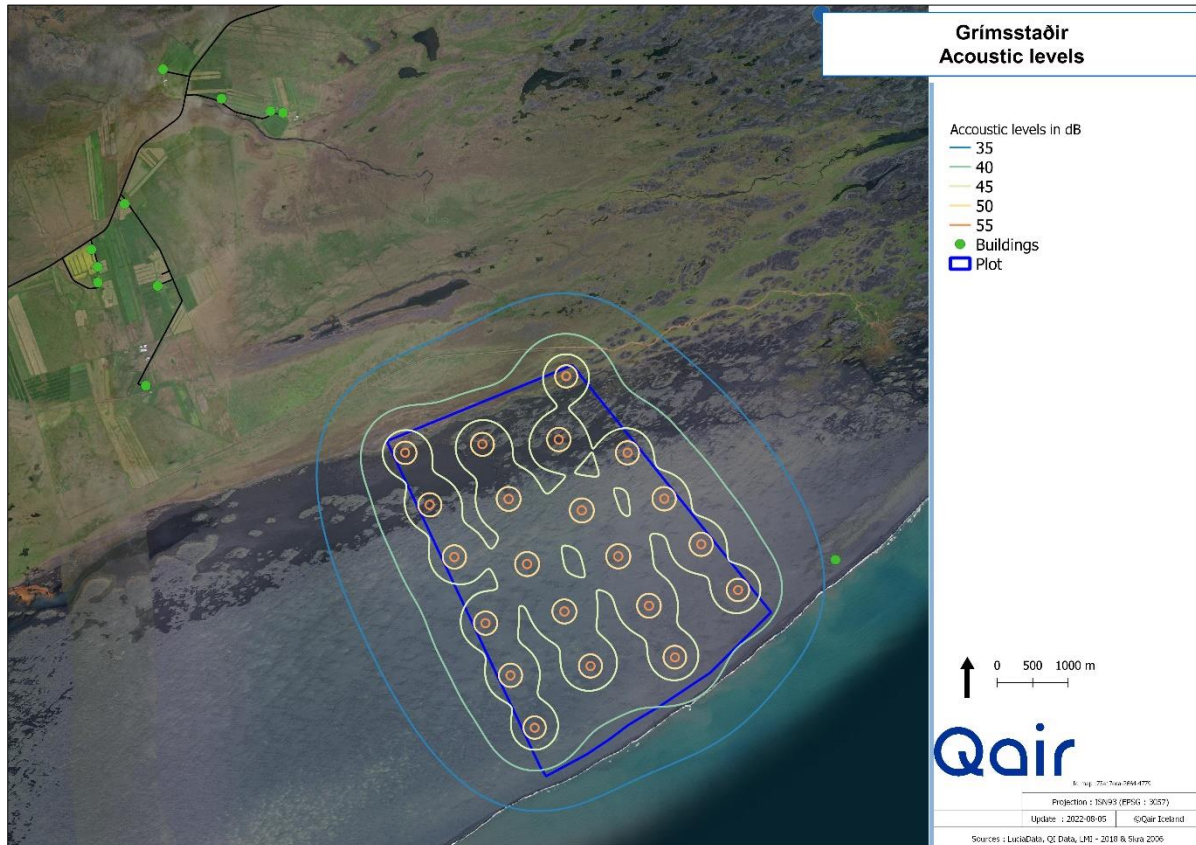 Grímsstaðir
Acoustic levels
Accoustic levels in dB
35
40
45
50
55
Buildings
Plot
0 500 1000 m
Qair
Projection : ISN93 (EPSG : 3057)
Update : 2022-08-05 ©Qair Iceland
Sources : LuciaData, QI Data, LMI - 2018 & Skra 2006